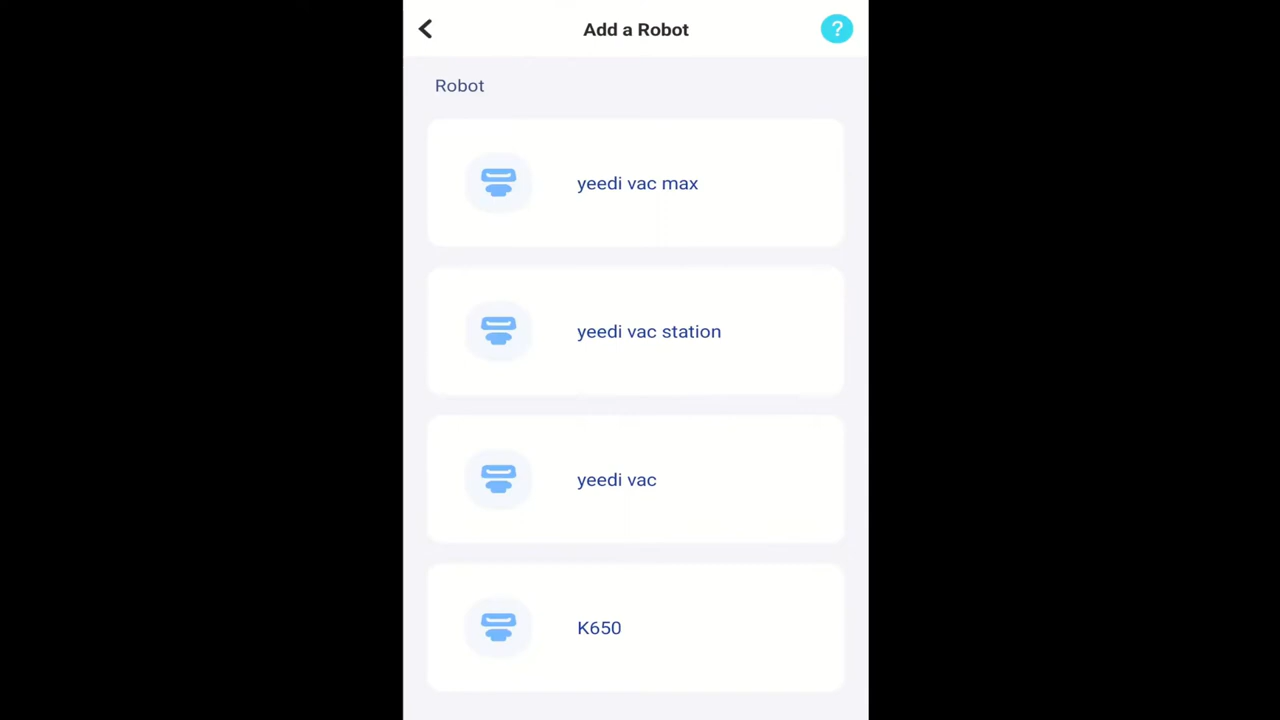 Add a Robot
?
Robot
yeedi vac max
yeedi vac station
yeedi vac
K650